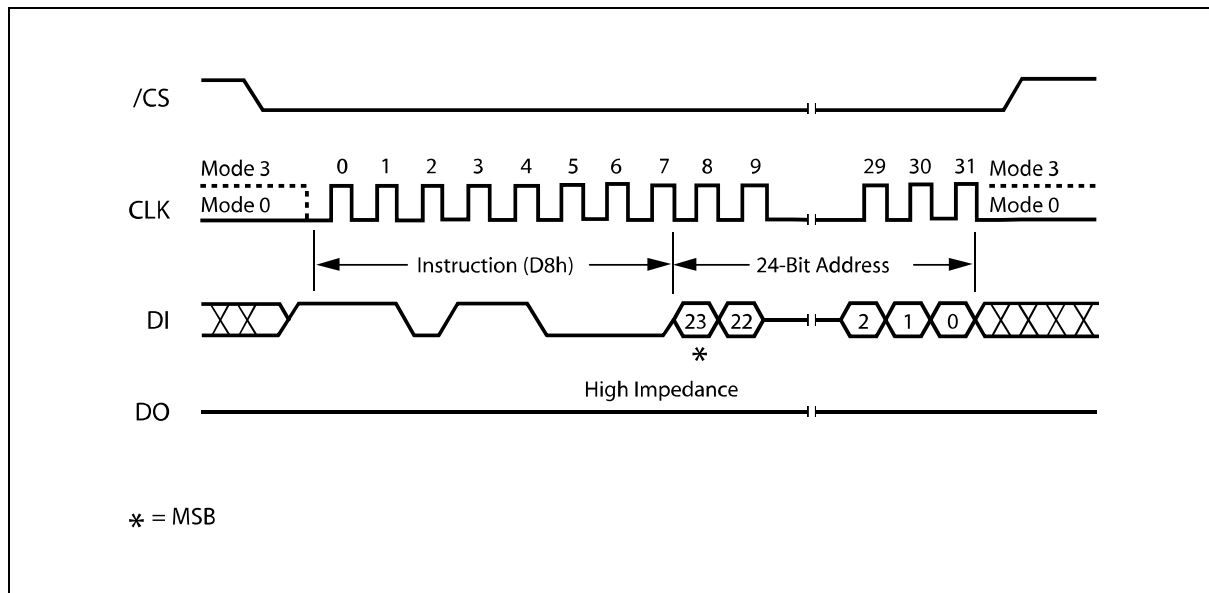 /CS
Mode 3
0 1 2 3 4 5 6 7 8 9 29 30 31
Mode 3
CLK
Mode 0
Mode 0
Instruction (D8h)
24-Bit Address
DI
23 22 2 1 0
*
High Impedance
DO
* = MSB